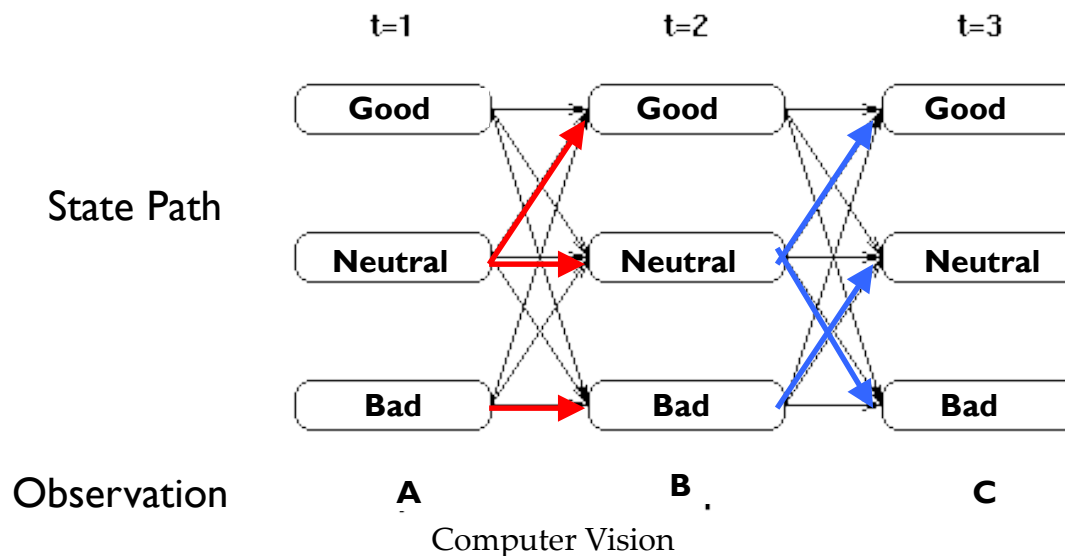 t=1 t=2 t=3
Good Good Good
State Path
Neutral Neutral Neutral
Bad Bad Bad
Observation A B C
Computer Vision